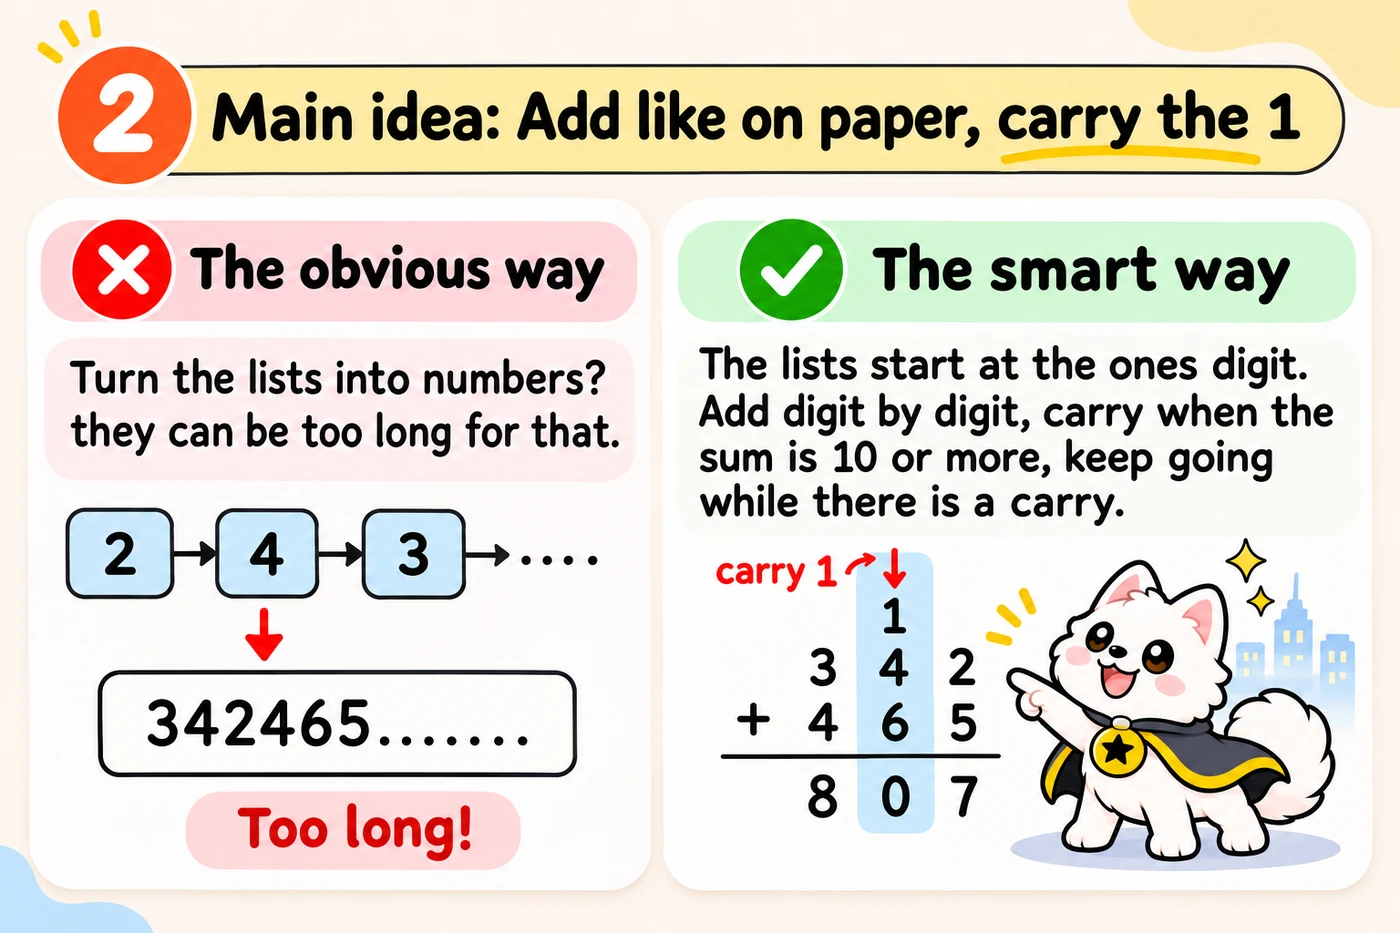 2
Main idea: Add like on paper, carry the 1
The obvious way
Turn the lists into numbers?
they can be too long for that.
2 4 3 ....
342465.......
Too long!
The smart way
The lists start at the ones digit.
Add digit by digit, carry when the
sum is 10 or more, keep going
while there is a carry.
carry 1
1
3 4 2
+ 4 6 5
8 0 7